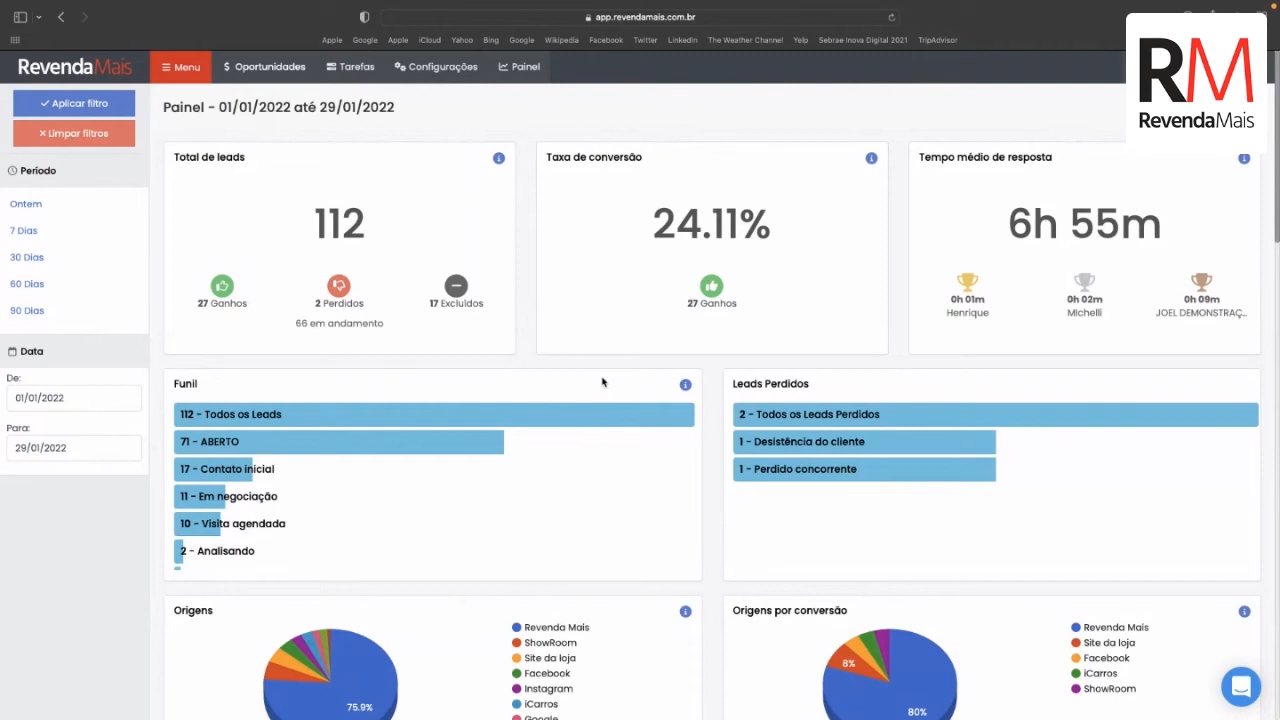 app.revendamais.com.br
Apple Google Apple iCloud Yahoo Bing Google Wikipedia Facebook Twitter LinkedIn The Weather Channel Yelp Sebrae Inova Digital 2021 TripAdvisor
RM
RevendaMais
RevendaMais
Menu
Oportunidades
Tarefas
Configurações
Painel
Aplicar filtro
Limpar filtros
Período
Ontem
7 Dias
30 Dias
60 Dias
90 Dias
Data
De:
01/01/2022
Para:
29/01/2022
Painel - 01/01/2022 até 29/01/2022
Total de leads
112
27 Ganhos
2 Perdidos
17 Excluídos
66 em andamento
Taxa de conversão
24.11%
27 Ganhos
Tempo médio de resposta
6h 55m
0h 01m
Henrique
0h 02m
Michelli
0h 09m
JOEL DEMONSTRAÇ...
Funil
112 - Todos os Leads
71 - ABERTO
17 - Contato inicial
11 - Em negociação
10 - Visita agendada
2 - Analisando
Leads Perdidos
2 - Todos os Leads Perdidos
1 - Desistência do cliente
1 - Perdido concorrente
Origens
75.9%
Revenda Mais
ShowRoom
Site da loja
Facebook
Instagram
iCarros
Google
Origens por conversão
8%
80%
Revenda Mais
Site da loja
Facebook
iCarros
ShowRoom